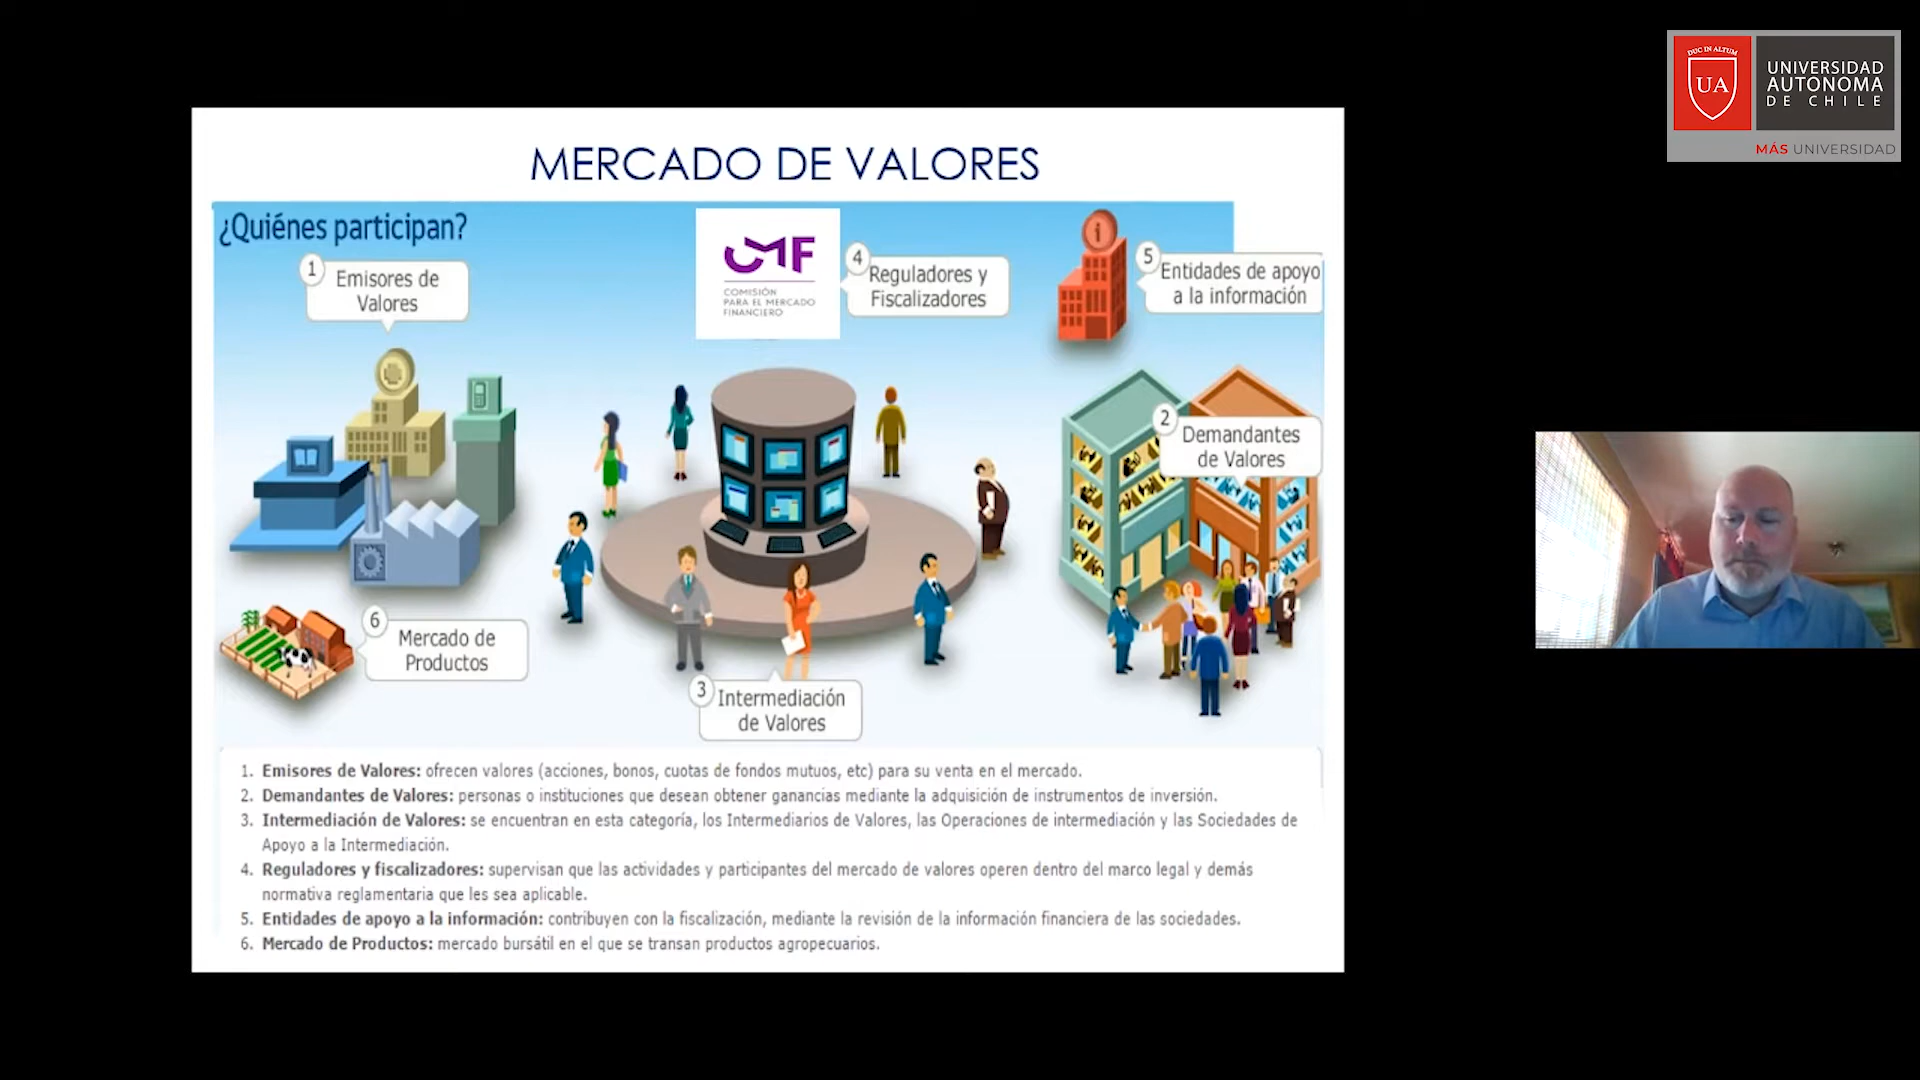 DUC IN ALTUM
UA
UNIVERSIDAD
AUTONOMA
DE CHILE
MÁS UNIVERSIDAD
MERCADO DE VALORES
¿Quiénes participan?
1
Emisores de
Valores
CMF
COMISIÓN
PARA EL MERCADO
FINANCIERO
4
Reguladores y
Fiscalizadores
5
Entidades de apoyo
a la información
2
Demandantes
de Valores
6
Mercado de
Productos
3
Intermediación
de Valores
1. Emisores de Valores: ofrecen valores (acciones, bonos, cuotas de fondos mutuos, etc) para su venta en el mercado.
2. Demandantes de Valores: personas o instituciones que desean obtener ganancias mediante la adquisición de instrumentos de inversión.
3. Intermediación de Valores: se encuentran en esta categoría, los Intermediarios de Valores, las Operaciones de intermediación y las Sociedades de
Apoyo a la Intermediación.
4. Reguladores y fiscalizadores: supervisan que las actividades y participantes del mercado de valores operen dentro del marco legal y demás
normativa reglamentaria que les sea aplicable.
5. Entidades de apoyo a la información: contribuyen con la fiscalización, mediante la revisión de la información financiera de las sociedades.
6. Mercado de Productos: mercado bursátil en el que se transan productos agropecuarios.